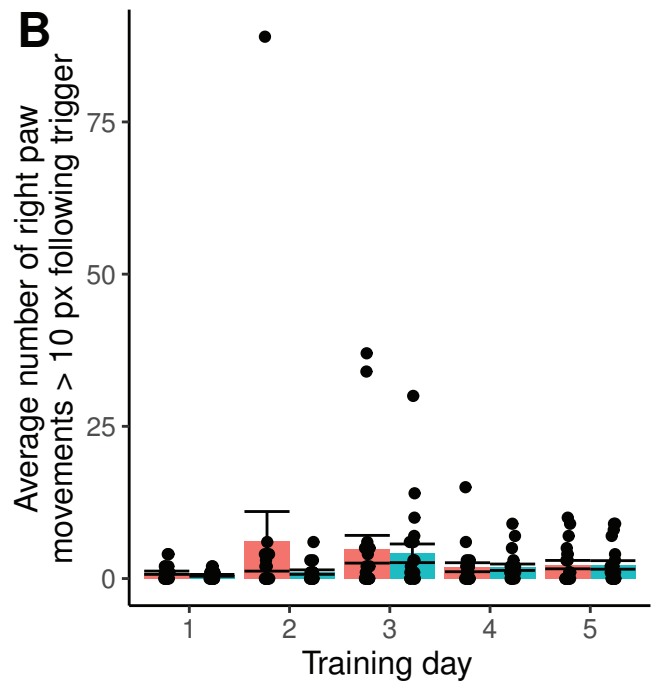 B
Average number of right paw
movements > 10 px following trigger
75
50
25
0
1 2 3 4 5
Training day